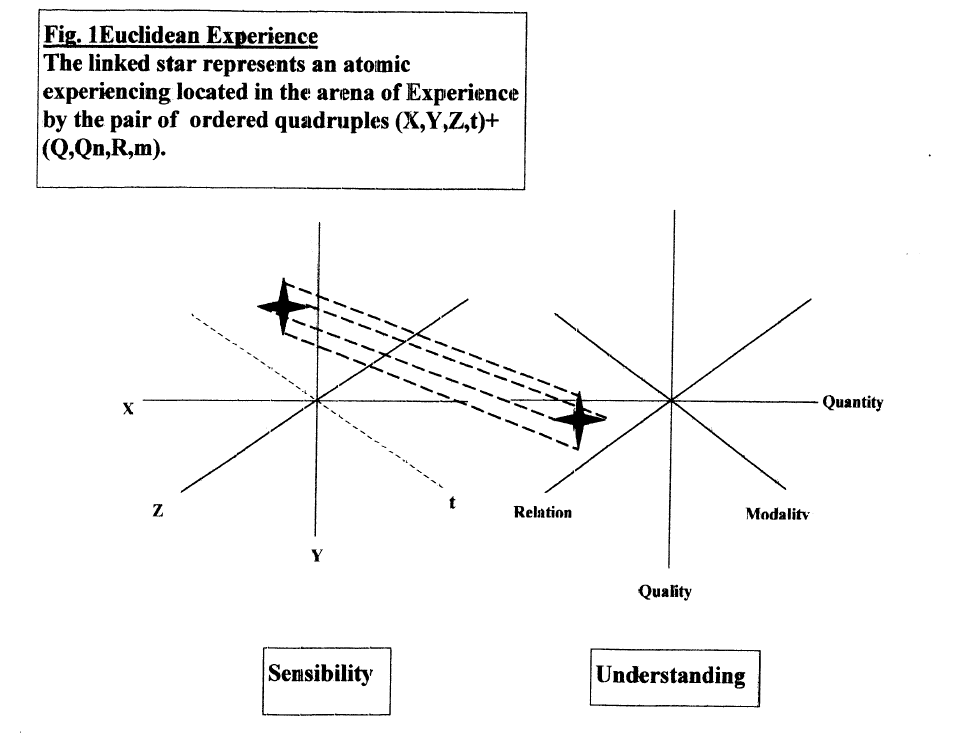 Fig. 1Euclidean Experience
The linked star represents an atomic
experiencing located in the arena of Experience
by the pair of ordered quadruples (X,Y,Z,t)+
(Q,Qn,R,m).
X
Quantity
Z
t
Relation
Modality
Y
Quality
Sensibility
Understanding